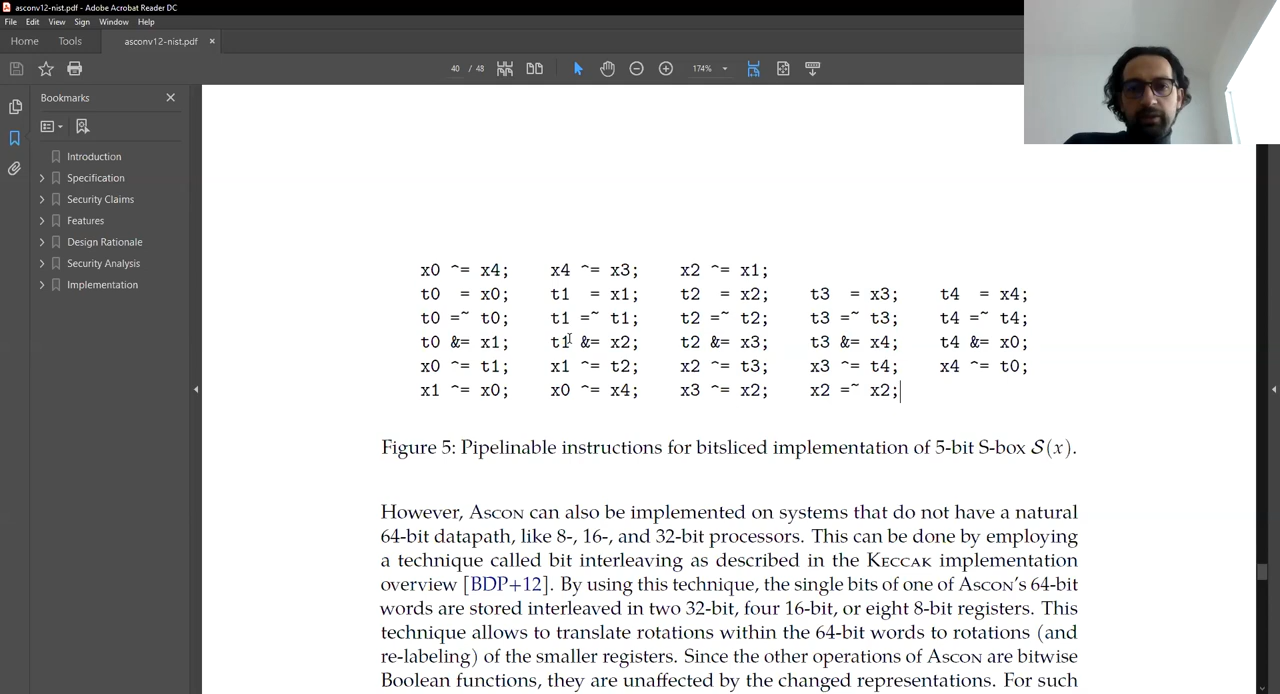 asconv12-nist.pdf - Adobe Acrobat Reader DC
File Edit View Sign Window Help
Home Tools asconv12-nist.pdf ×
40 / 48 174%
Bookmarks
Introduction
Specification
Security Claims
Features
Design Rationale
Security Analysis
Implementation
x0 ^= x4; x4 ^= x3; x2 ^= x1;
t0 = x0; t1 = x1; t2 = x2; t3 = x3; t4 = x4;
t0 =~ t0; t1 =~ t1; t2 =~ t2; t3 =~ t3; t4 =~ t4;
t0 &= x1; t1 &= x2; t2 &= x3; t3 &= x4; t4 &= x0;
x0 ^= t1; x1 ^= t2; x2 ^= t3; x3 ^= t4; x4 ^= t0;
x1 ^= x0; x0 ^= x4; x3 ^= x2; x2 =~ x2;
Figure 5: Pipelinable instructions for bitsliced implementation of 5-bit S-box S(x).
However, ASCON can also be implemented on systems that do not have a natural
64-bit datapath, like 8-, 16-, and 32-bit processors. This can be done by employing
a technique called bit interleaving as described in the KECCAK implementation
overview [BDP+12]. By using this technique, the single bits of one of ASCON's 64-bit
words are stored interleaved in two 32-bit, four 16-bit, or eight 8-bit registers. This
technique allows to translate rotations within the 64-bit words to rotations (and
re-labeling) of the smaller registers. Since the other operations of ASCON are bitwise
Boolean functions, they are unaffected by the changed representations. For such